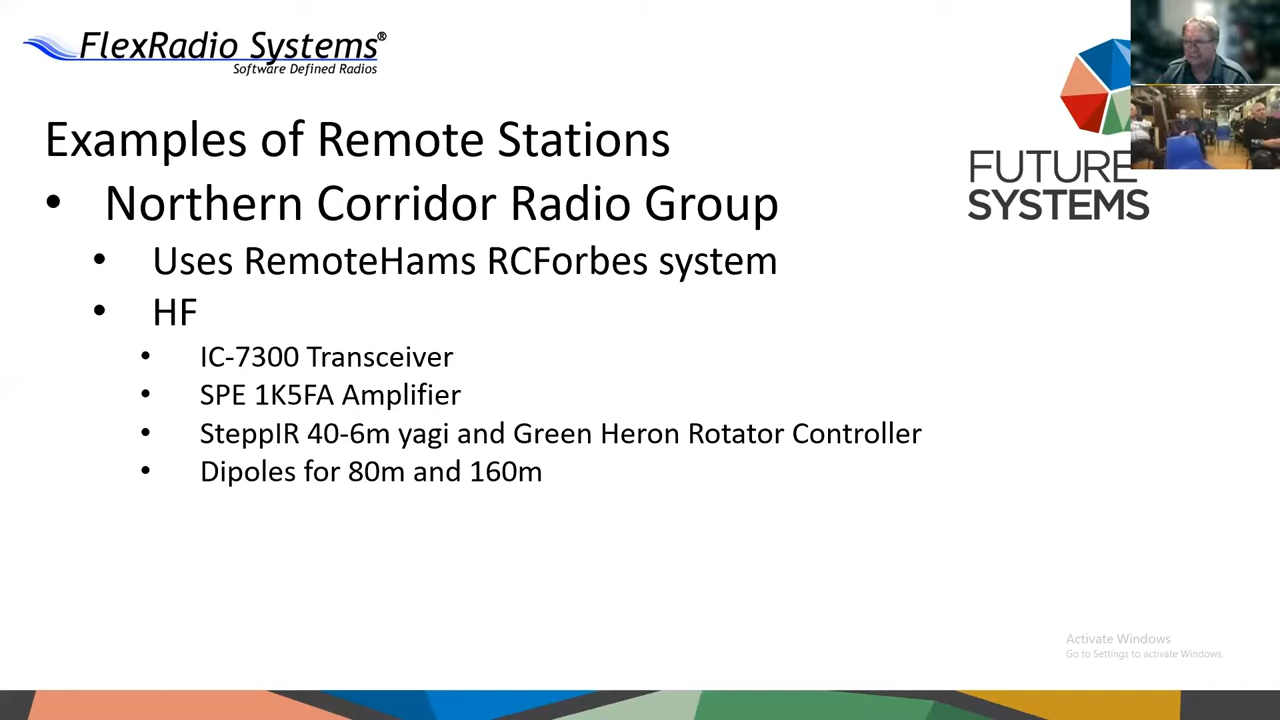 FlexRadio Systems®
Software Defined Radios
Examples of Remote Stations
• Northern Corridor Radio Group
• Uses RemoteHams RCForbes system
• HF
• IC-7300 Transceiver
• SPE 1K5FA Amplifier
• SteppIR 40-6m yagi and Green Heron Rotator Controller
• Dipoles for 80m and 160m
FUTURE
SYSTEMS
Activate Windows
Go to Settings to activate Windows.